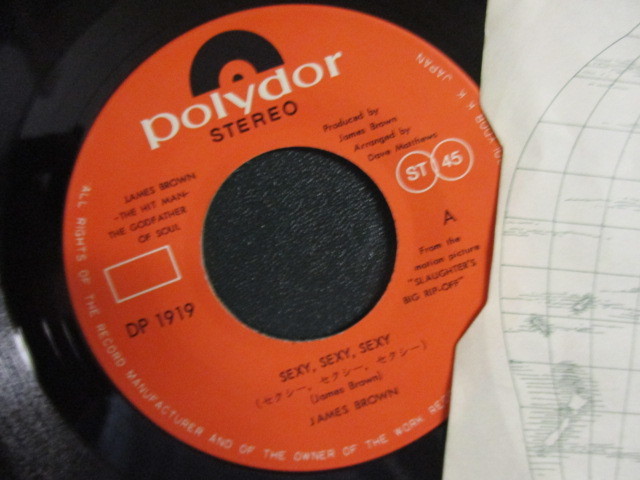 polydor
STEREO
Produced by
James Brown
Arranged by
Dave Matthews
ST 45
JAMES BROWN
-THE HIT MAN-
THE GODFATHER
OF SOUL
A
From the
motion picture
"SLAUGHTER'S
BIG RIP-OFF"
DP 1919
SEXY, SEXY, SEXY
(セクシー, セクシー, セクシー)
(James Brown)
JAMES BROWN
ALL RIGHTS OF THE RECORD MANUFACTURER AND OF THE OWNER OF THE WORK
K.K. JAPAN